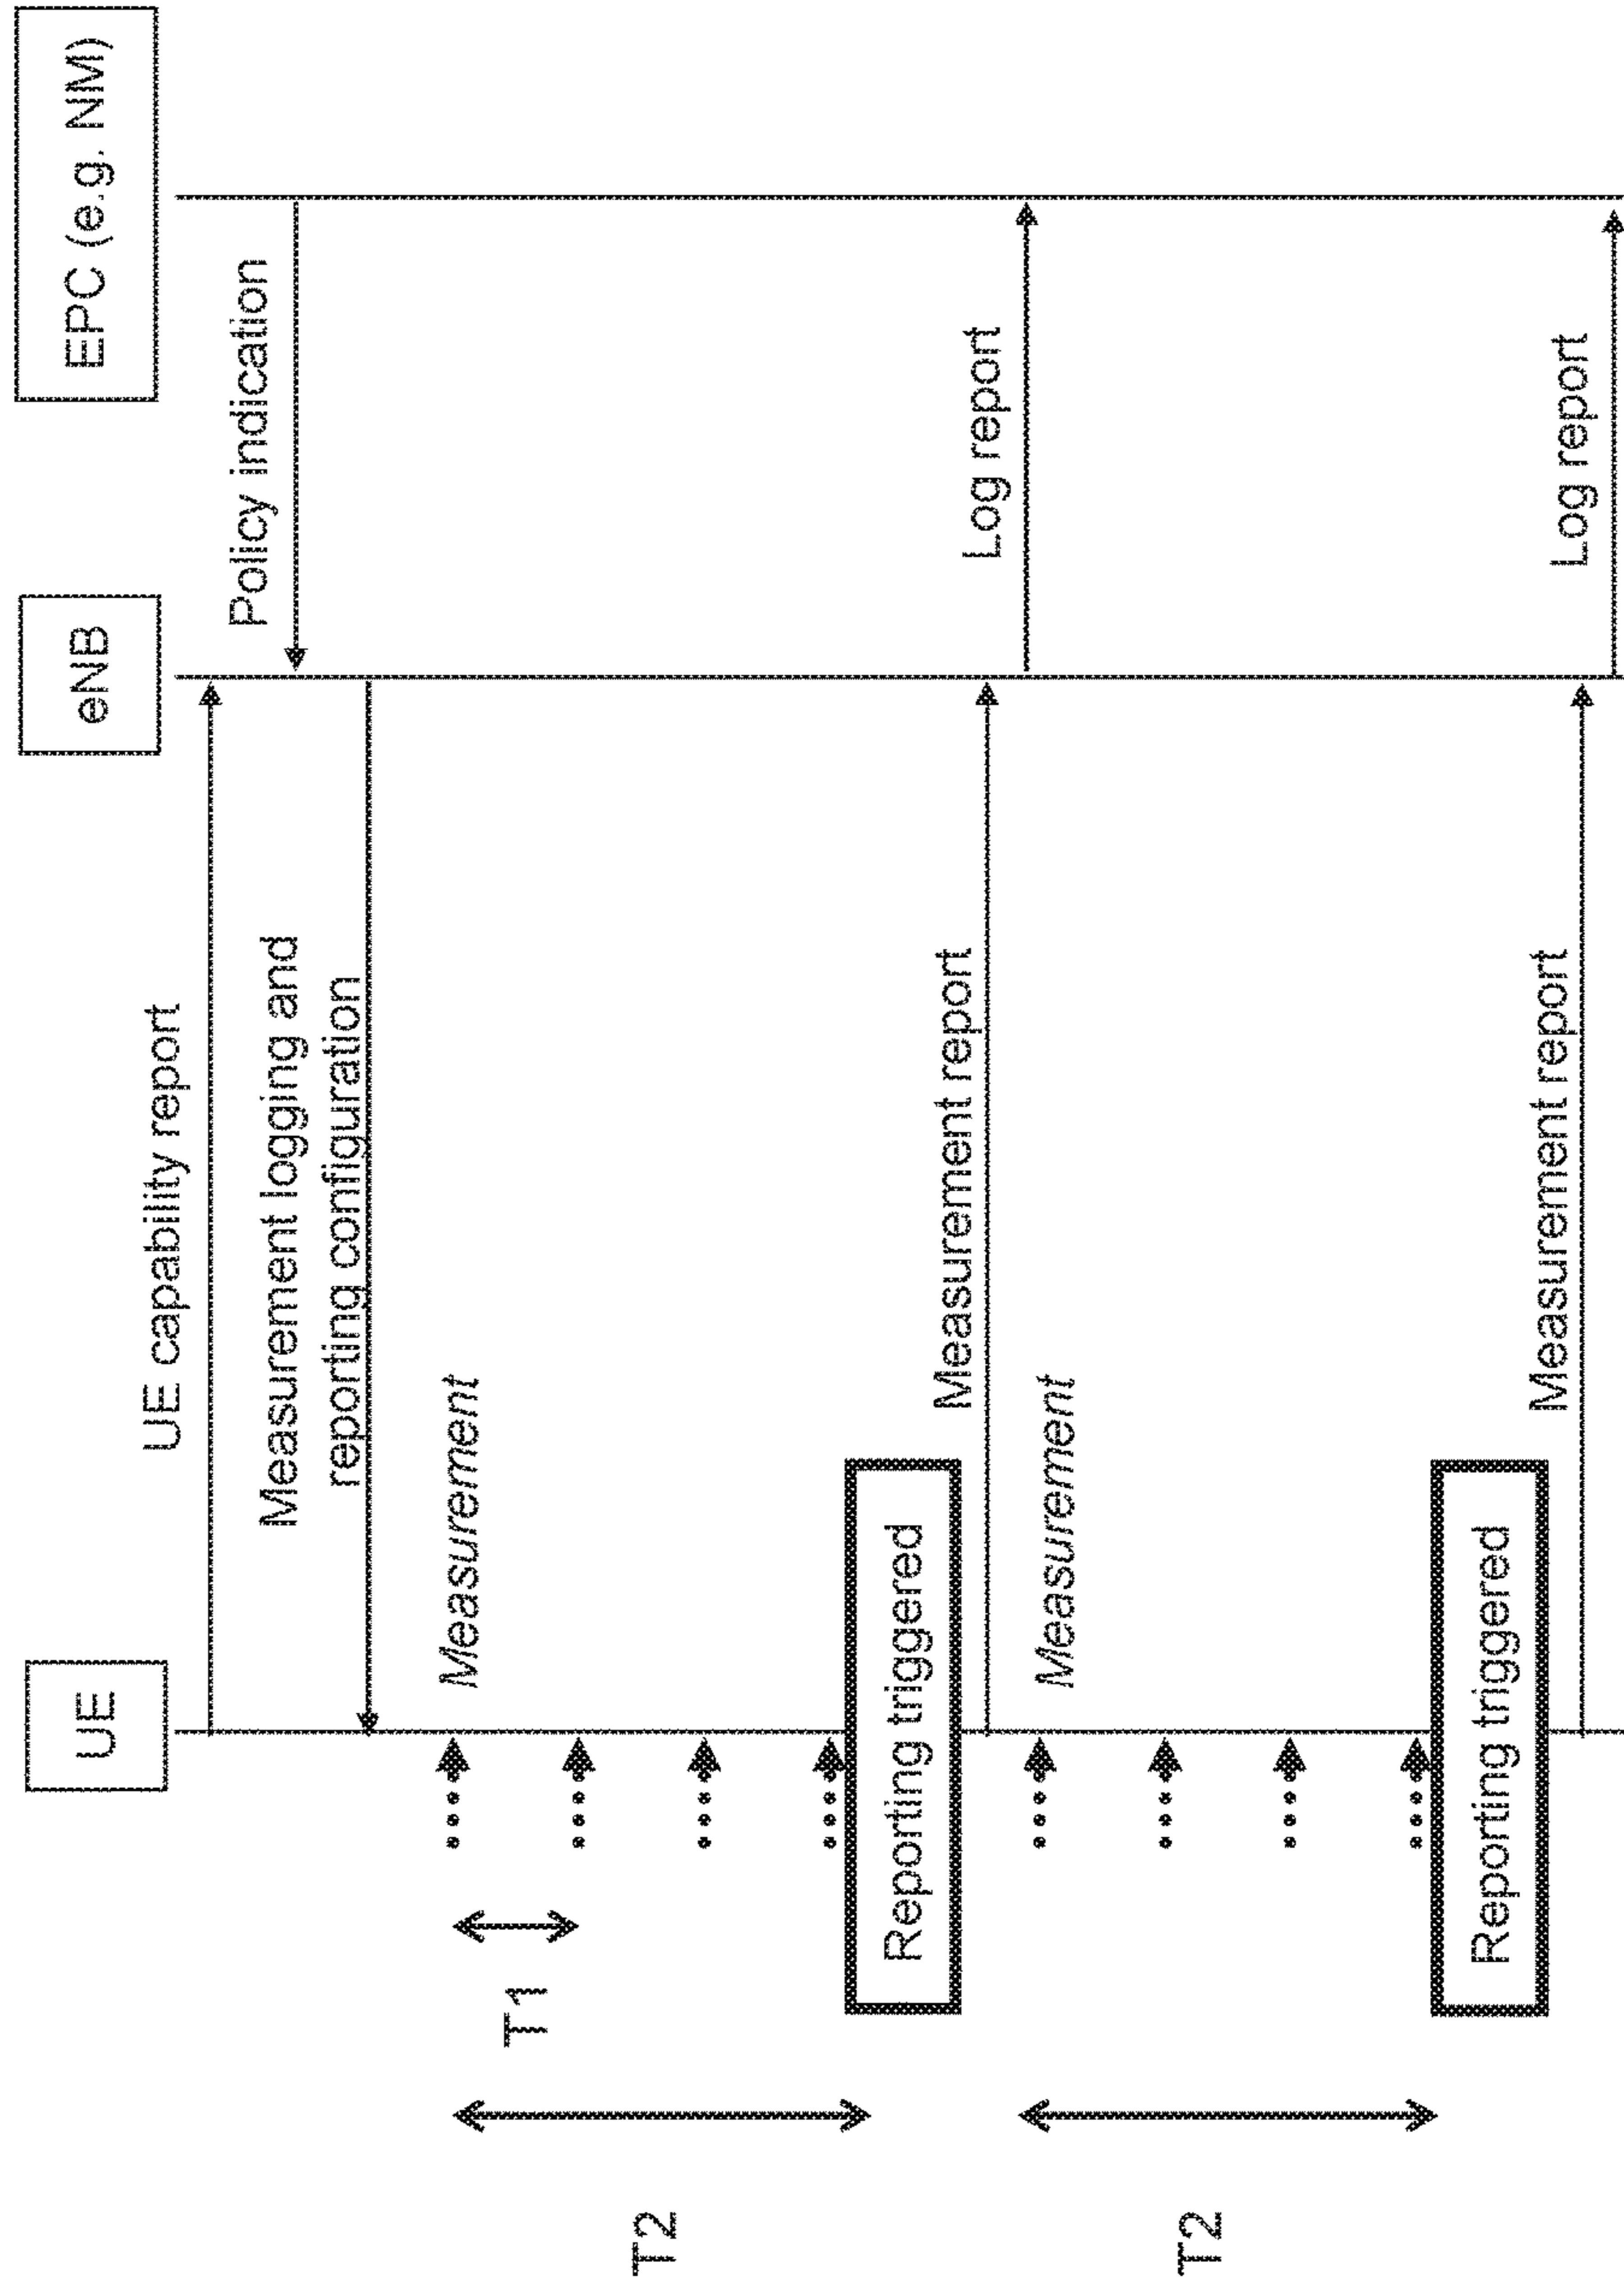 UE
eNB
EPC (e.g. NM)
UE capability report
Policy indication
Measurement logging and
reporting configuration
Measurement
T1
T2
Reporting triggered
Measurement report
Log report
Measurement
T2
Reporting triggered
Measurement report
Log report